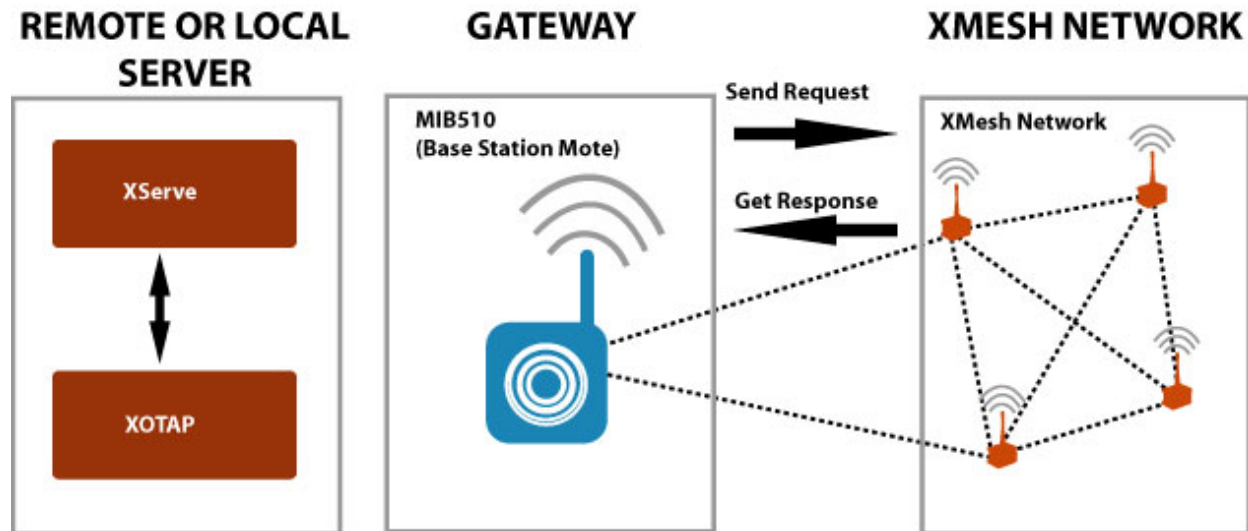 REMOTE OR LOCAL
SERVER
XServe
XOTAP
GATEWAY
MIB510
(Base Station Mote)
Send Request
Get Response
XMESH NETWORK
XMesh Network